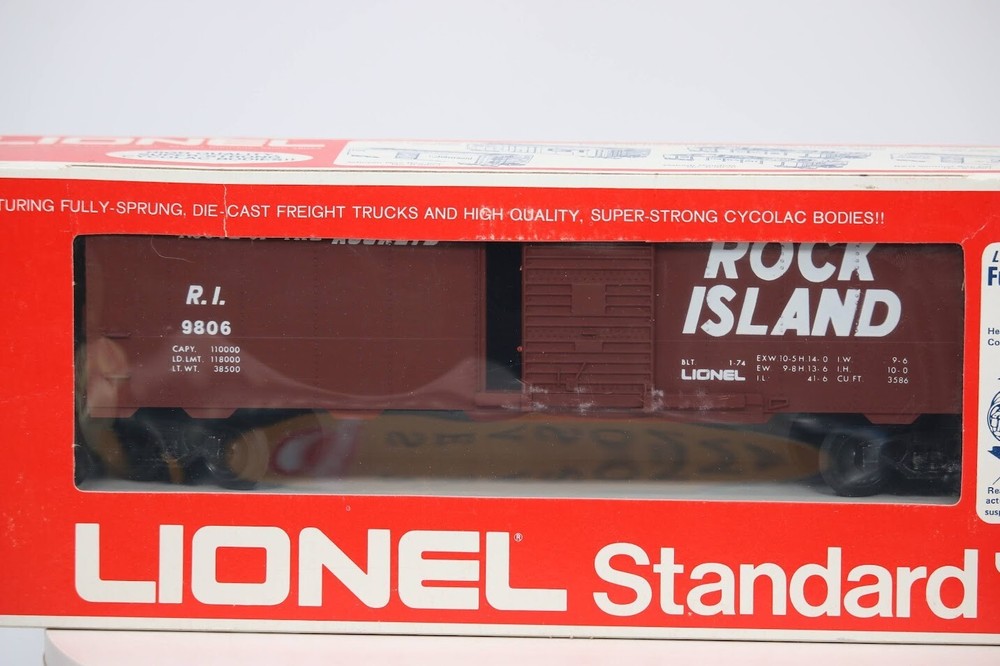 LIONEL
TURING FULLY-SPRUNG, DIE-CAST FREIGHT TRUCKS AND HIGH QUALITY, SUPER-STRONG CYCOLAC BODIES!!
ROCK
ISLAND
R.I.
9806
CAPY. 110000
LD.LMT. 118000
LT. WT. 38500
BLT. 1-74
LIONEL
EXW.10-5 H.14-0 I.W. 9-6
EW. 9-8 H 13-6 I.H. 10-0
I.L. 41-6 CU.FT. 3586
LIONEL® Standard